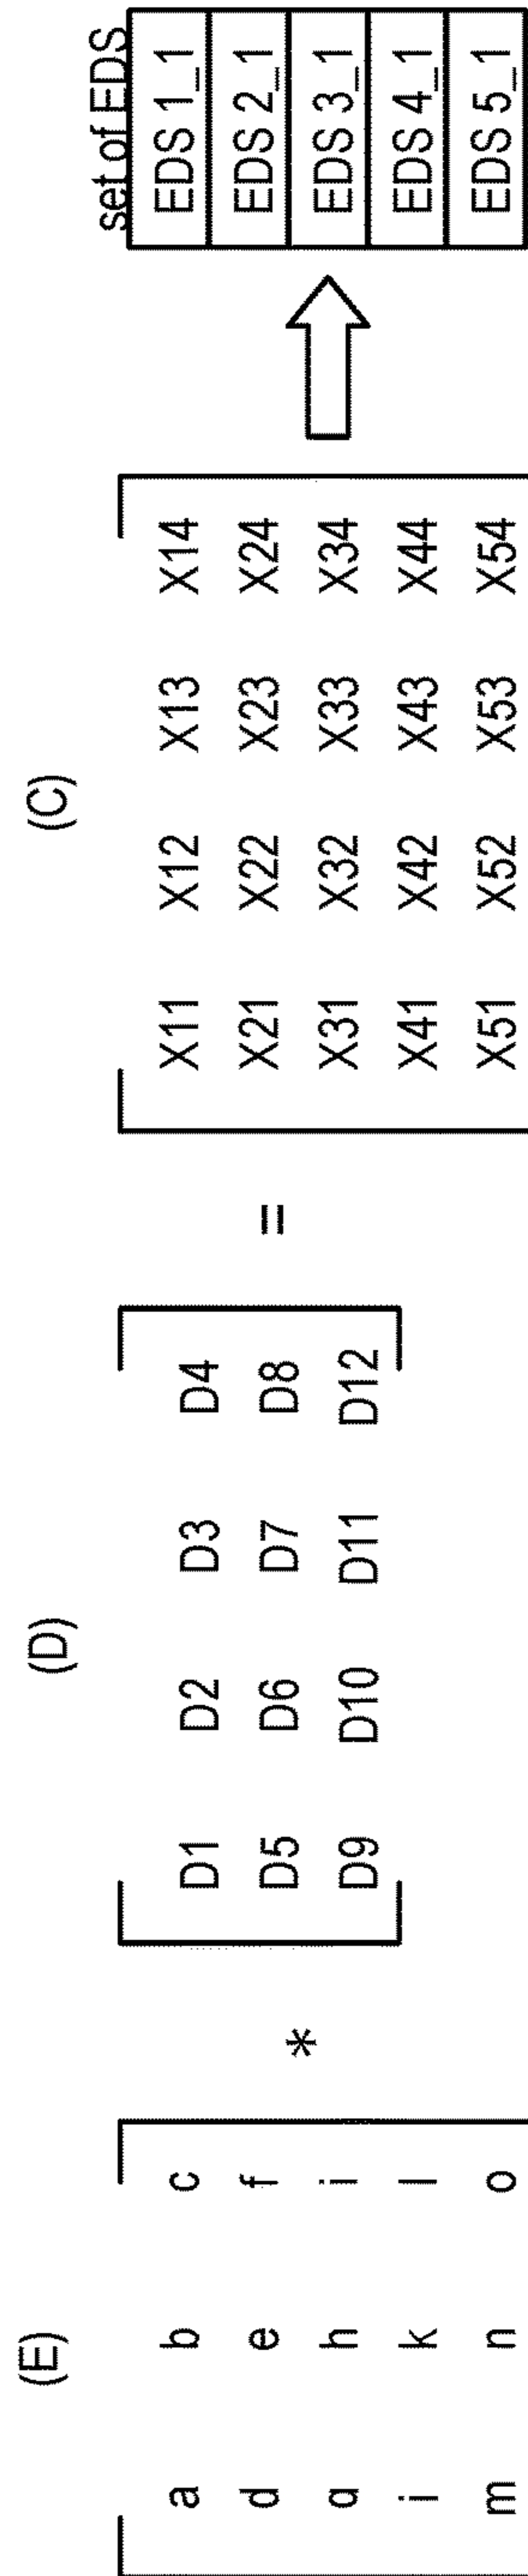 (E) (D) (C)
set of EDS
a b c D1 D2 D3 D4 X11 X12 X13 X14 EDS 1_1
d e f * D5 D6 D7 D8 = X21 X22 X23 X24 EDS 2_1
g h i D9 D10 D11 D12 X31 X32 X33 X34 EDS 3_1
j k l X41 X42 X43 X44 EDS 4_1
m n o X51 X52 X53 X54 EDS 5_1